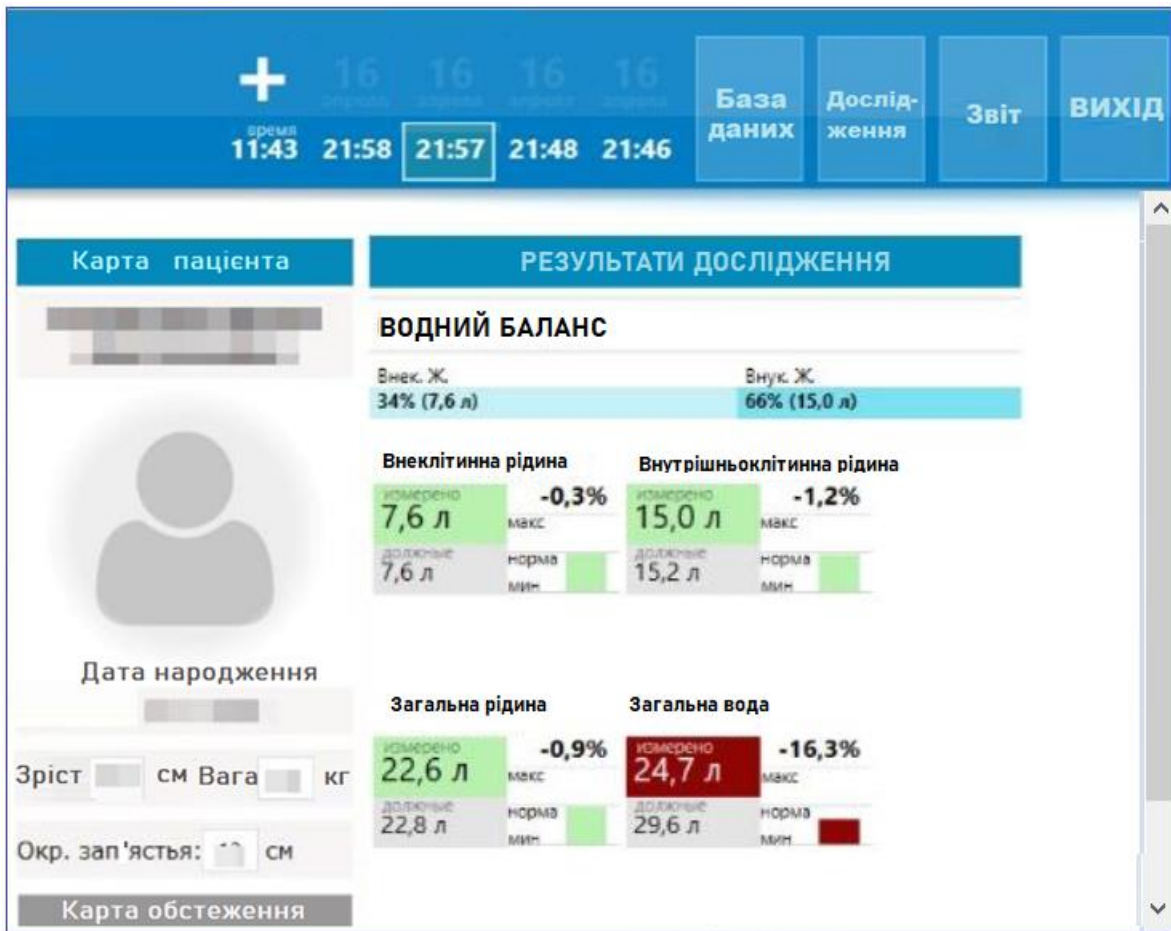 16 16 16 16
время
11:43 21:58 21:57 21:48 21:46
База даних
Дослід-
ження
Звіт
ВИХІД
Карта пацієнта
РЕЗУЛЬТАТИ ДОСЛІДЖЕННЯ
ВОДНИЙ БАЛАНС
Внек. Ж. Внук. Ж.
34% (7,6 л) 66% (15,0 л)
Внеклітинна рідина
измерено -0,3%
7,6 л макс
должные норма
7,6 л мин
Внутрішньоклітинна рідина
измерено -1,2%
15,0 л макс
должные норма
15,2 л мин
Загальна рідина
измерено -0,9%
22,6 л макс
должные норма
22,8 л мин
Загальна вода
измерено -16,3%
24,7 л макс
должные норма
29,6 л мин
Дата народження
Зріст см Вага кг
Окр. зап'ястья: см
Карта обстеження